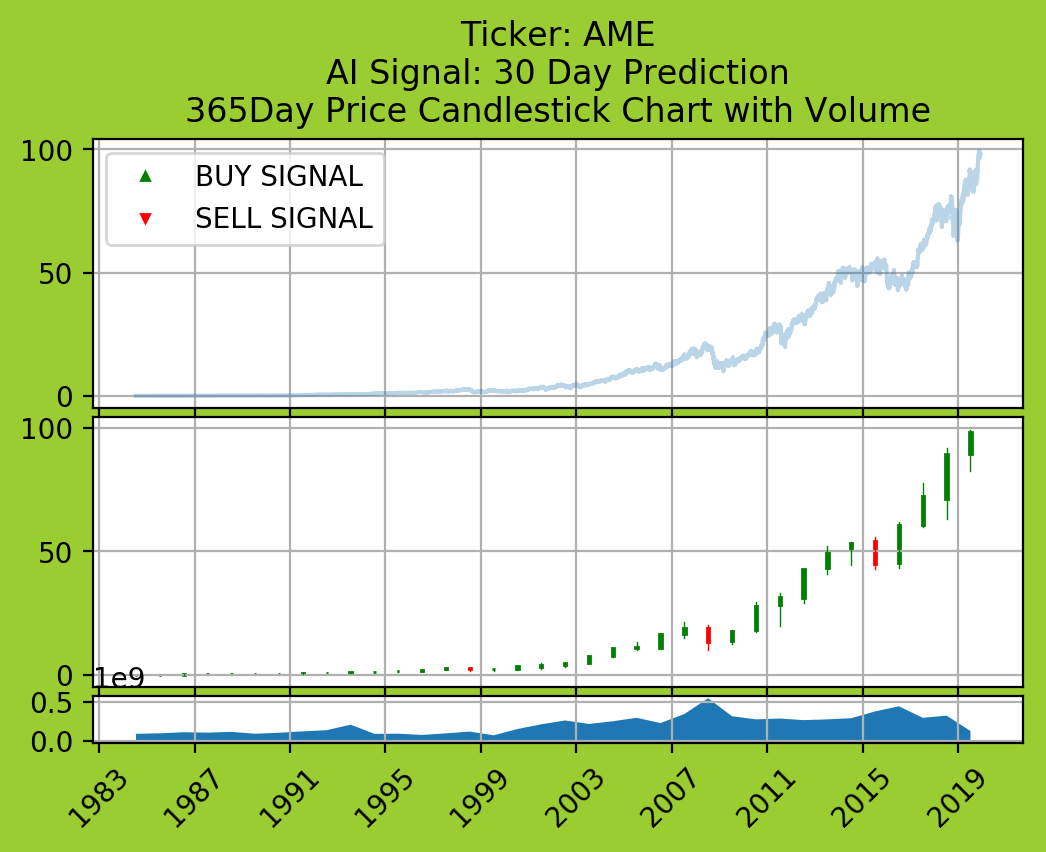 Ticker: AME
AI Signal: 30 Day Prediction
365Day Price Candlestick Chart with Volume
100
BUY SIGNAL
SELL SIGNAL
50
0
100
50
0
1e9
0.5
0.0
1983 1987 1991 1995 1999 2003 2007 2011 2015 2019